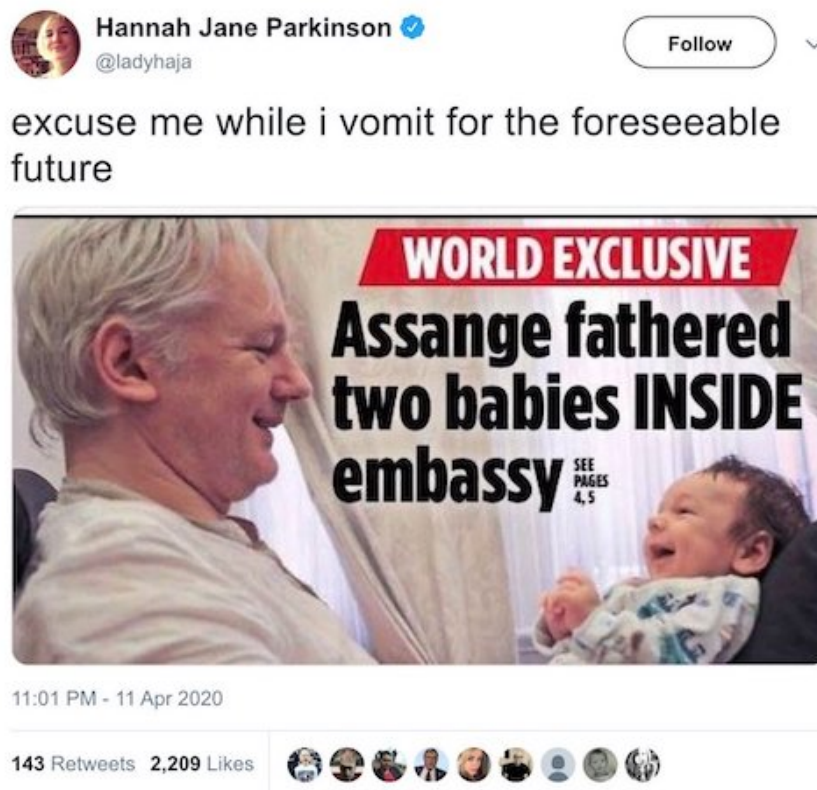 Hannah Jane Parkinson
@ladyhaja
Follow
excuse me while i vomit for the foreseeable
future
WORLD EXCLUSIVE
Assange fathered
two babies INSIDE
embassy
SEE
PAGES
4,5
11:01 PM - 11 Apr 2020
143 Retweets 2,209 Likes